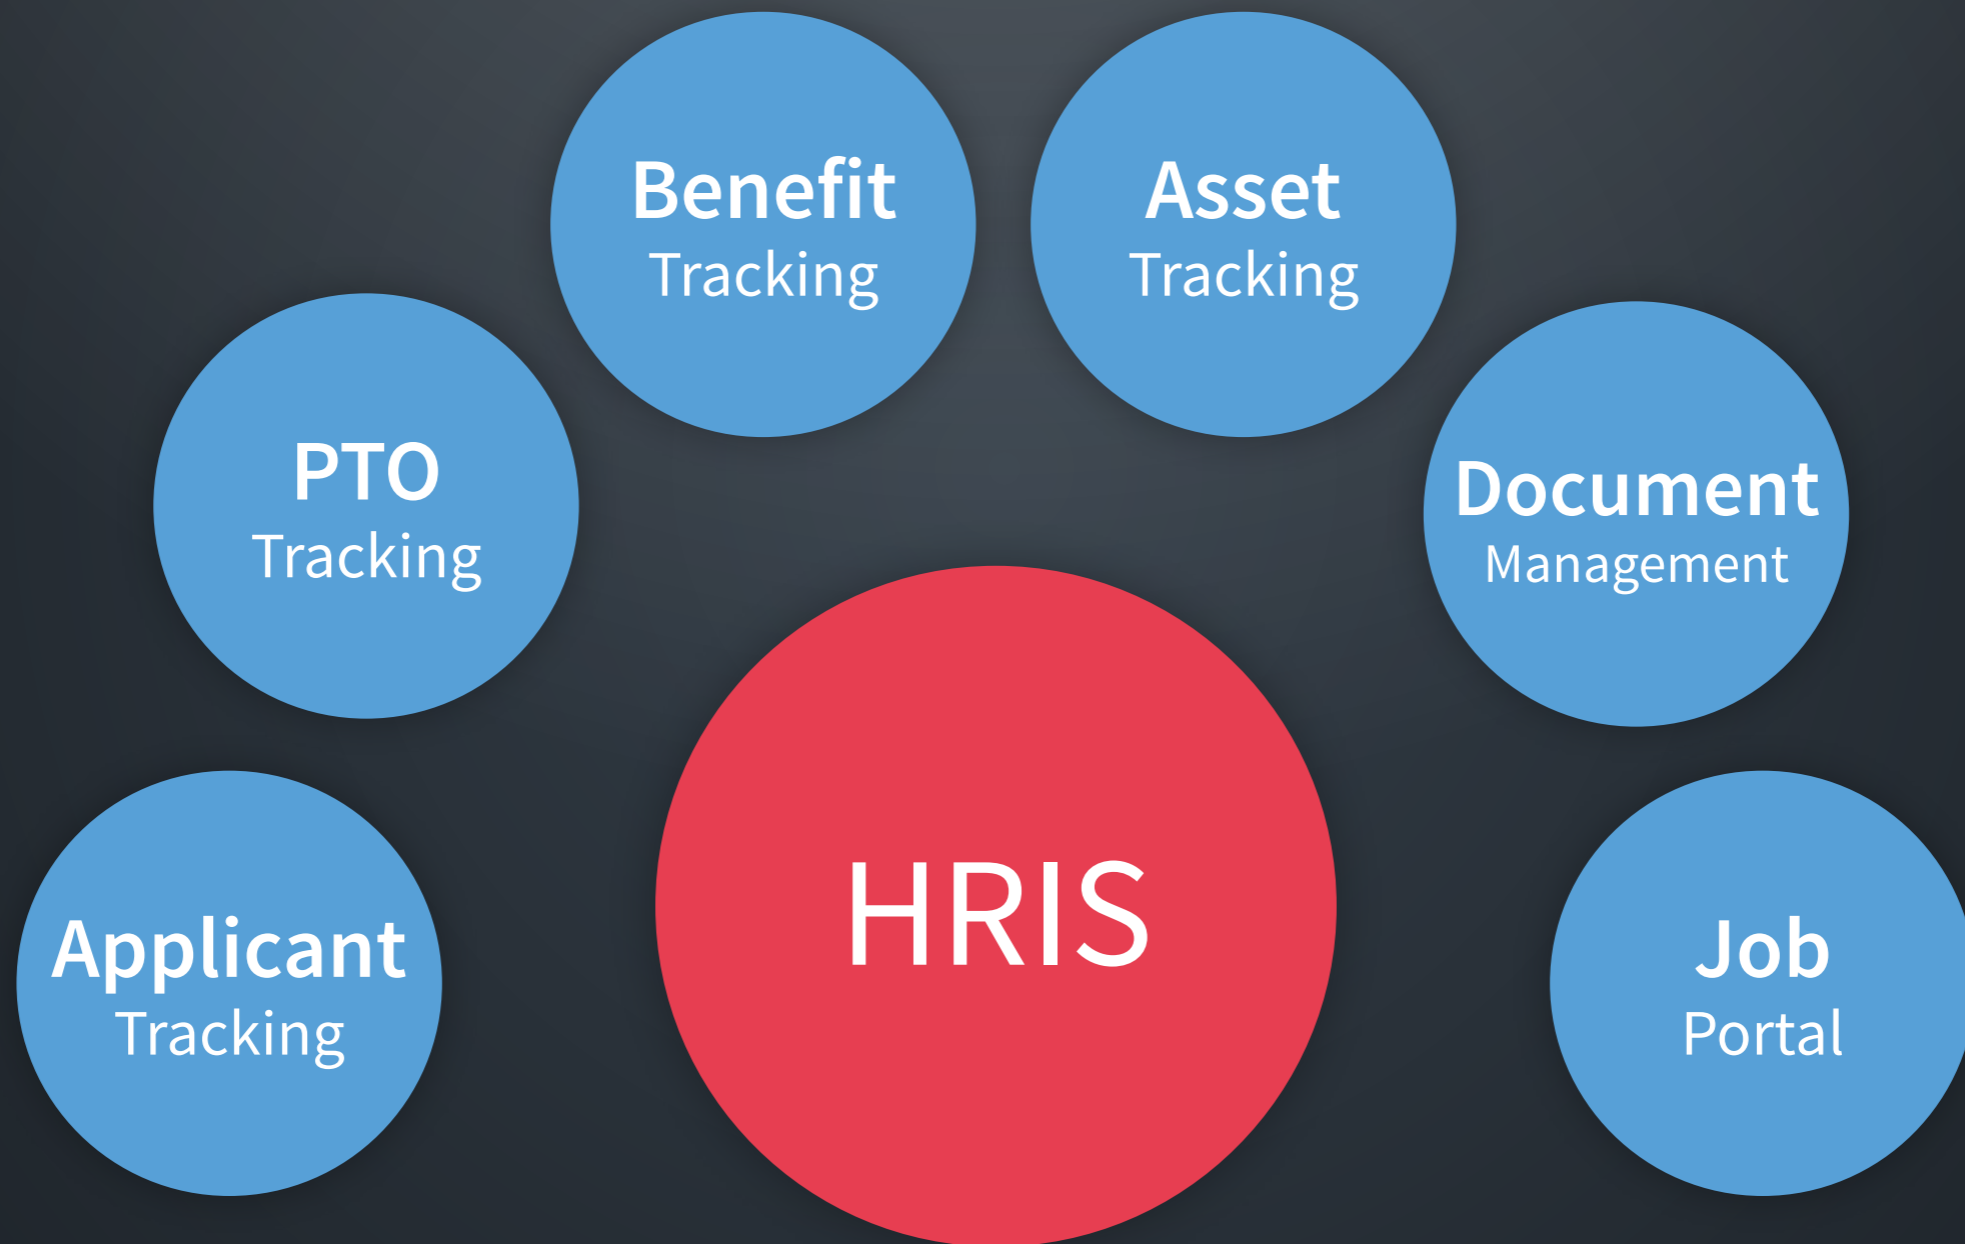 Benefit
Tracking
Asset
Tracking
PTO
Tracking
Document
Management
HRIS
Applicant
Tracking
Job
Portal